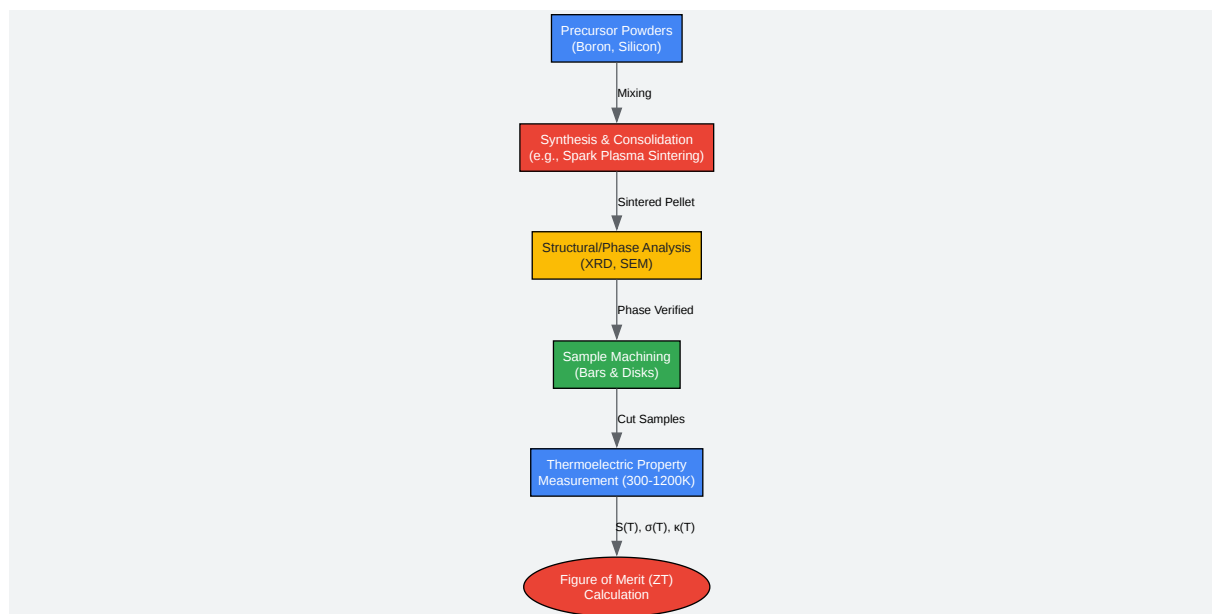 Precursor Powders
(Boron, Silicon)
Mixing
Synthesis & Consolidation
(e.g., Spark Plasma Sintering)
Sintered Pellet
Structural/Phase Analysis
(XRD, SEM)
Phase Verified
Sample Machining
(Bars & Disks)
Cut Samples
Thermoelectric Property
Measurement (300-1200K)
S(T), σ(T), κ(T)
Figure of Merit (ZT)
Calculation